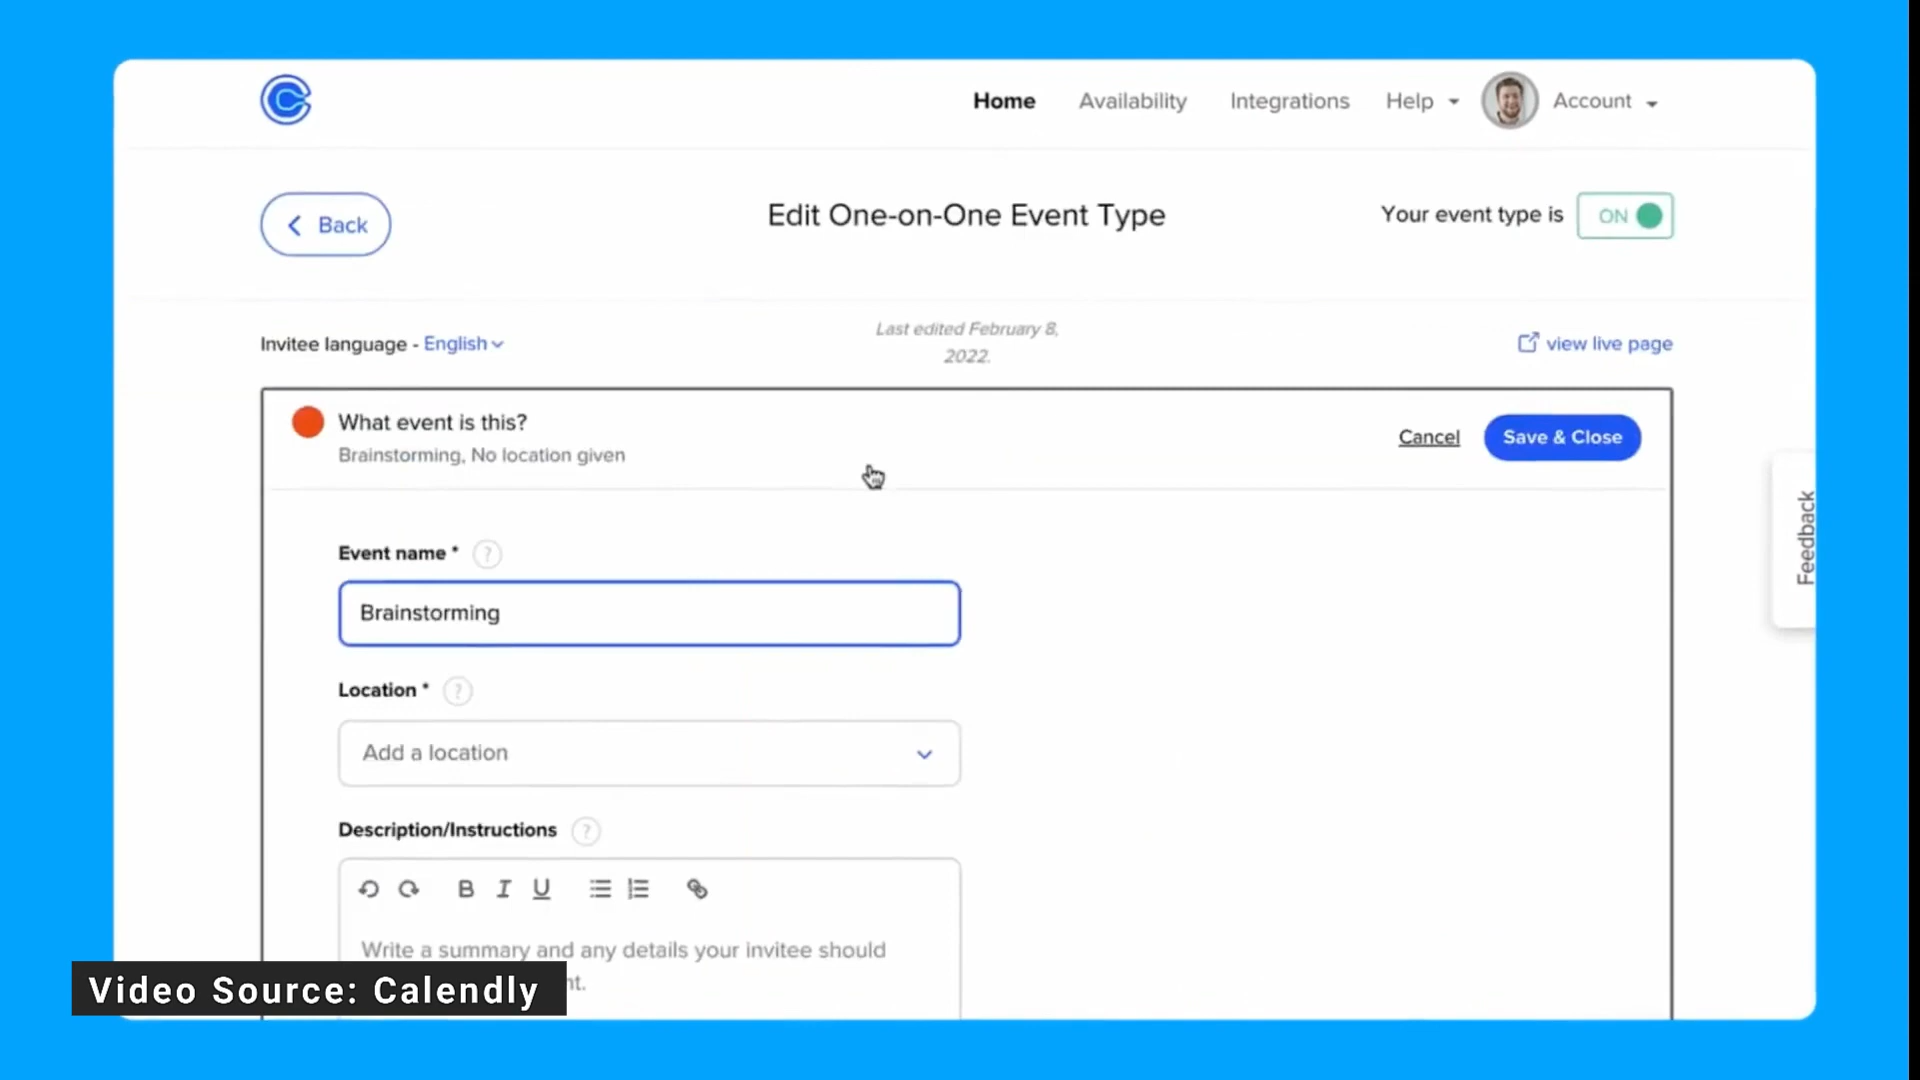 Home Availability Integrations Help Account
Back
Edit One-on-One Event Type
Your event type is ON
Invitee language - English
Last edited February 8,
2022.
view live page
What event is this?
Brainstorming, No location given
Cancel
Save & Close
Feedback
Event name *
?
Brainstorming
Location *
?
Add a location
Description/Instructions
?
B I U
Write a summary and any details your invitee should
Video Source: Calendly